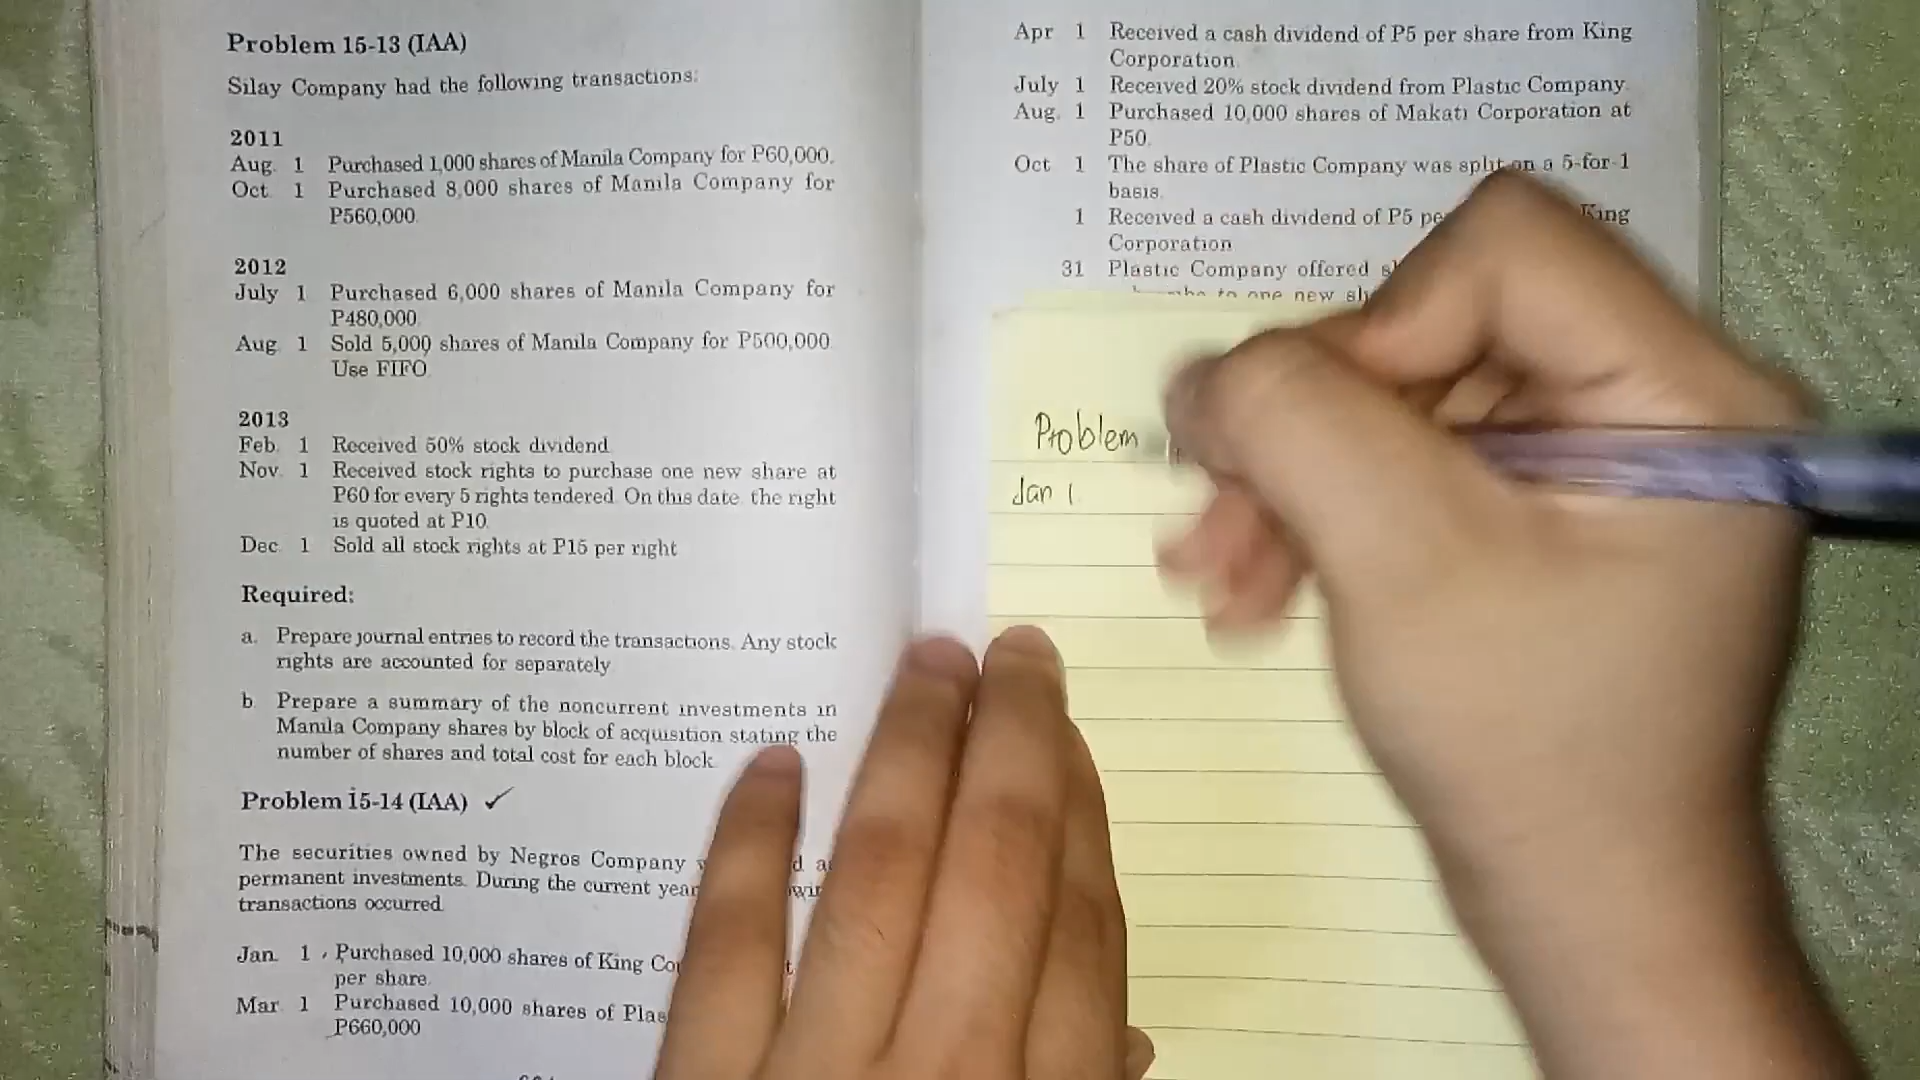 Problem 15-13 (IAA)
Silay Company had the following transactions:
2011
Aug. 1 Purchased 1,000 shares of Manila Company for P60,000.
Oct. 1 Purchased 8,000 shares of Manila Company for
P560,000.
2012
July 1 Purchased 6,000 shares of Manila Company for
P480,000.
Aug. 1 Sold 5,000 shares of Manila Company for P500,000.
Use FIFO.
2013
Feb. 1 Received 50% stock dividend.
Nov. 1 Received stock rights to purchase one new share at
P60 for every 5 rights tendered. On this date, the right
is quoted at P10.
Dec. 1 Sold all stock rights at P15 per right
Required:
a. Prepare journal entries to record the transactions. Any stock
rights are accounted for separately
b. Prepare a summary of the noncurrent investments in
Manila Company shares by block of acquisition stating the
number of shares and total cost for each block.
Problem 15-14 (IAA) ✓
The securities owned by Negros Company
permanent investments. During the current year
transactions occurred.
Jan. 1 Purchased 10,000 shares of King
per share.
Mar. 1 Purchased 10,000 shares of
P660,000
Apr 1 Received a cash dividend of P5 per share from King
Corporation.
July 1 Received 20% stock dividend from Plastic Company.
Aug. 1 Purchased 10,000 shares of Makati Corporation at
P50.
Oct. 1 The share of Plastic Company was split on a 5-for-1
basis.
1 Received a cash dividend of P5 King
Corporation
31 Plastic Company offered
to one new
Problem
Jan 1